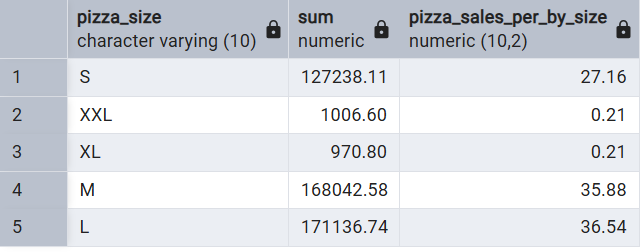 pizza_size sum pizza_sales_per_by_size
character varying (10) numeric numeric (10,2)
1 S 127238.11 27.16
2 XXL 1006.60 0.21
3 XL 970.80 0.21
4 M 168042.58 35.88
5 L 171136.74 36.54